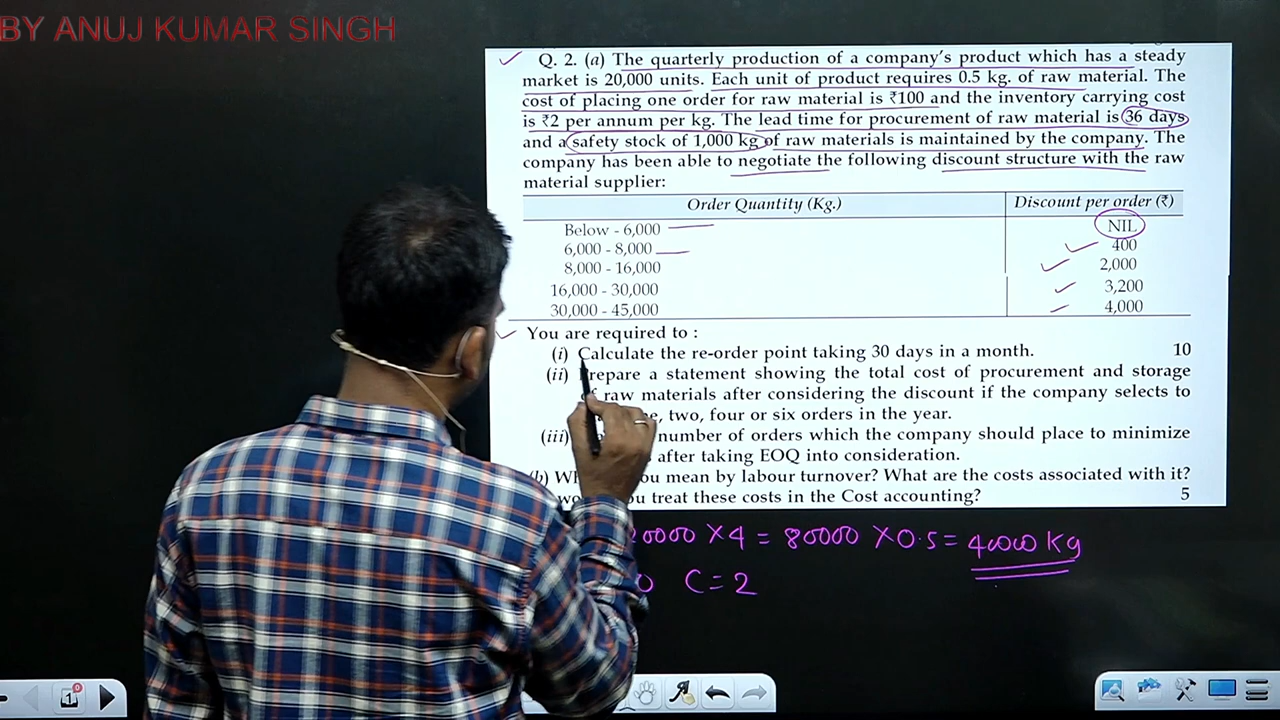 BY ANUJ KUMAR SINGH
Q. 2. (a) The quarterly production of a company's product which has a steady
market is 20,000 units. Each unit of product requires 0.5 kg. of raw material. The
cost of placing one order for raw material is ₹100 and the inventory carrying cost
is ₹2 per annum per kg. The lead time for procurement of raw material is 36 days
and a safety stock of 1,000 kg of raw materials is maintained by the company. The
company has been able to negotiate the following discount structure with the raw
material supplier:
Order Quantity (Kg.) Discount per order (₹)
Below - 6,000 NIL
6,000 - 8,000 400
8,000 - 16,000 2,000
16,000 - 30,000 3,200
30,000 - 45,000 4,000
You are required to :
(i) Calculate the re-order point taking 30 days in a month. 10
(ii) Prepare a statement showing the total cost of procurement and storage
raw materials after considering the discount if the company selects to
two, four or six orders in the year.
(iii) number of orders which the company should place to minimize
after taking EOQ into consideration.
mean by labour turnover? What are the costs associated with it?
treat these costs in the Cost accounting? 5
20000 × 4 = 80000 × 0.5 = 40000 Kg
C = 2
1